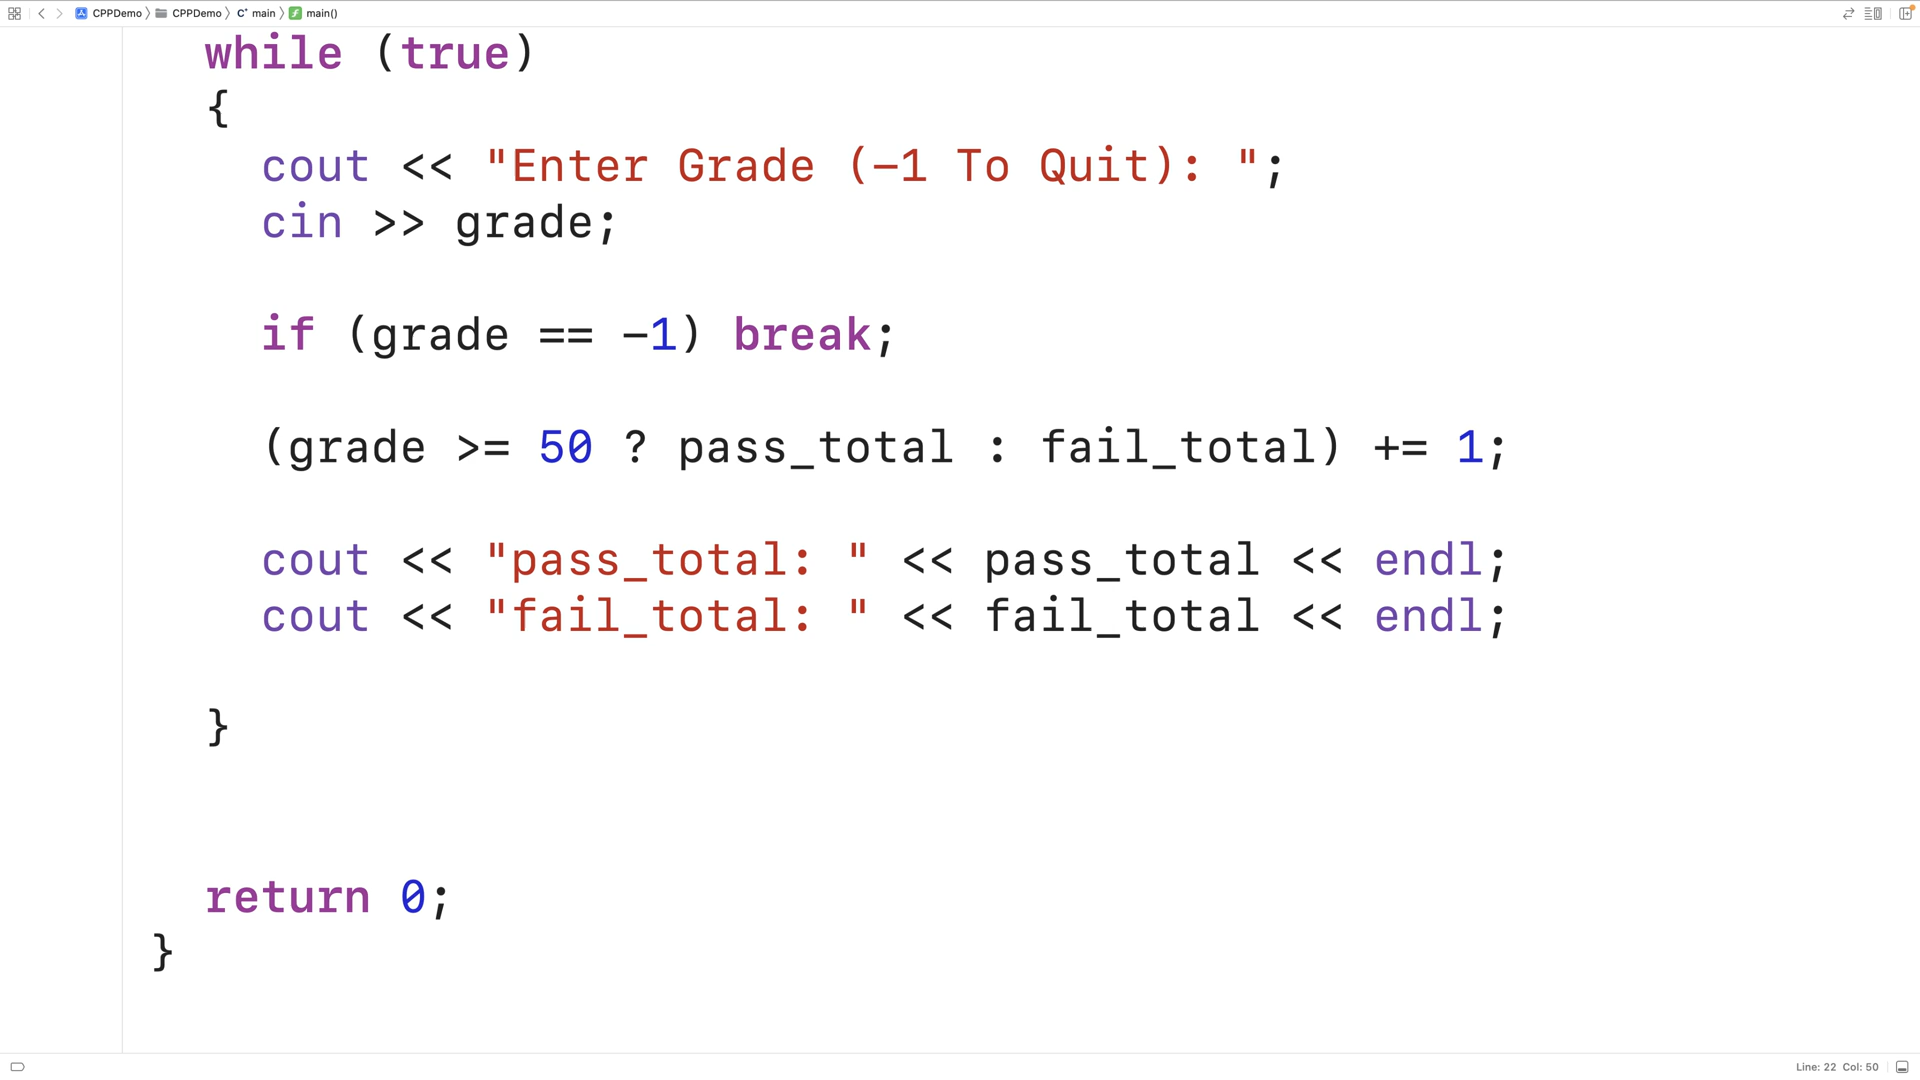 CPPDemo 〉 CPPDemo 〉 C⁺ main 〉 f main()
while (true)
{
cout << "Enter Grade (-1 To Quit): ";
cin >> grade;
if (grade == -1) break;
(grade >= 50 ? pass_total : fail_total) += 1;
cout << "pass_total: " << pass_total << endl;
cout << "fail_total: " << fail_total << endl;
}
return 0;
}
Line: 22 Col: 50